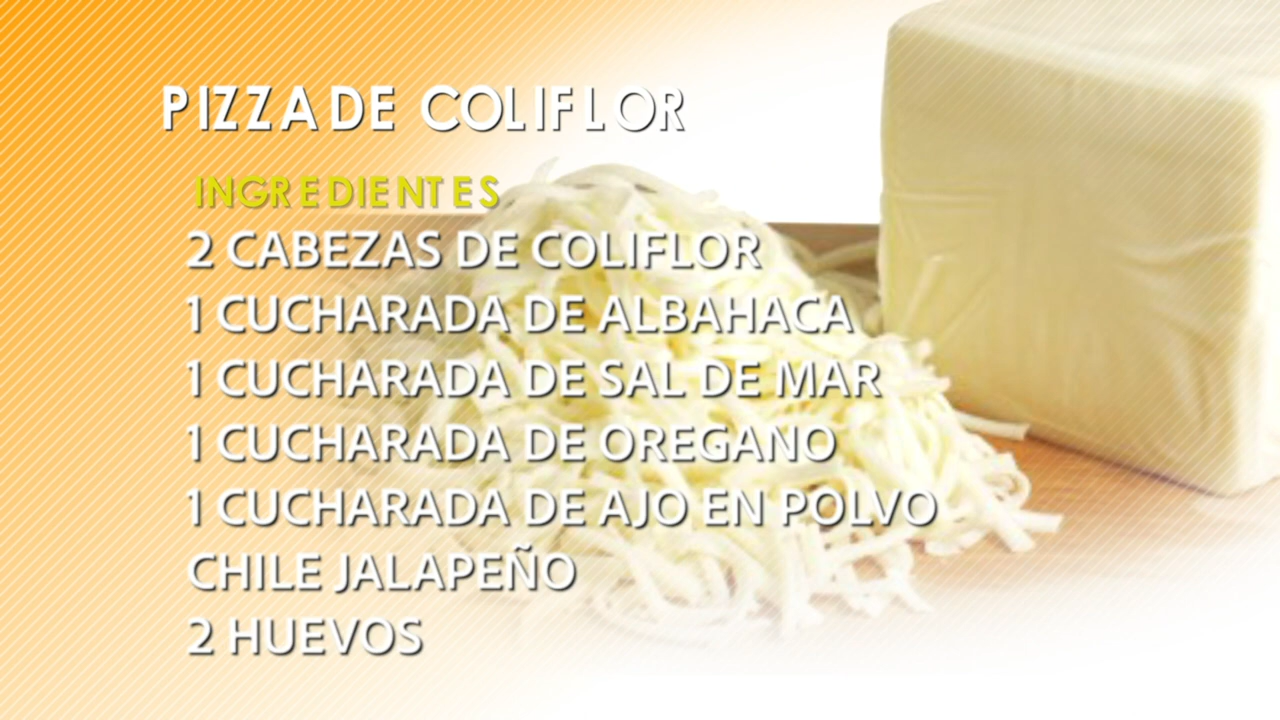 PIZZA DE COLIFLOR
INGREDIENTES
2 CABEZAS DE COLIFLOR
1 CUCHARADA DE ALBAHACA
1 CUCHARADA DE SAL DE MAR
1 CUCHARADA DE OREGANO
1 CUCHARADA DE AJO EN POLVO
CHILE JALAPEÑO
2 HUEVOS